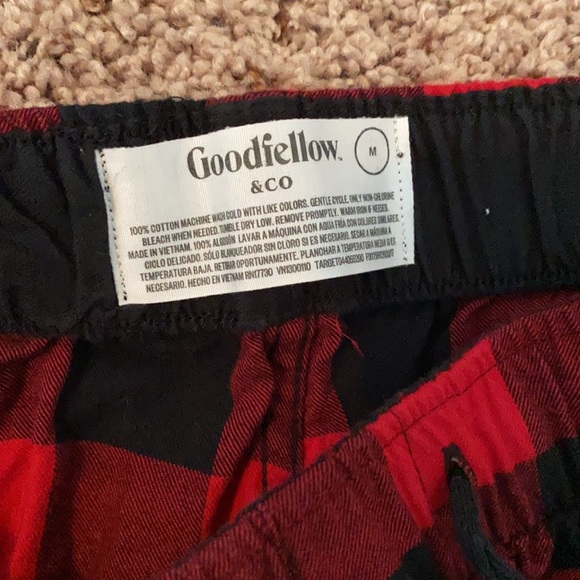 Goodfellow
M
& CO
100% COTTON MACHINE WASH COLD WITH LIKE COLORS. GENTLE CYCLE. ONLY NON-CHLORINE
BLEACH WHEN NEEDED. TUMBLE DRY LOW. REMOVE PROMPTLY. WARM IRON IF NEEDED.
MADE IN VIETNAM. 100% ALGODÓN LAVAR A MÁQUINA CON AGUA FRÍA CON COLORES SIMILARES.
CICLO DELICADO. SÓLO BLANQUEADOR SIN CLORO SI ES NECESARIO. SECAR A MÁQUINA A
TEMPERATURA BAJA. RETIRAR OPORTUNAMENTE. PLANCHAR A TEMPERATURA MEDIA SI ES
NECESARIO. HECHO EN VIETNAM RN17730 VN1300110